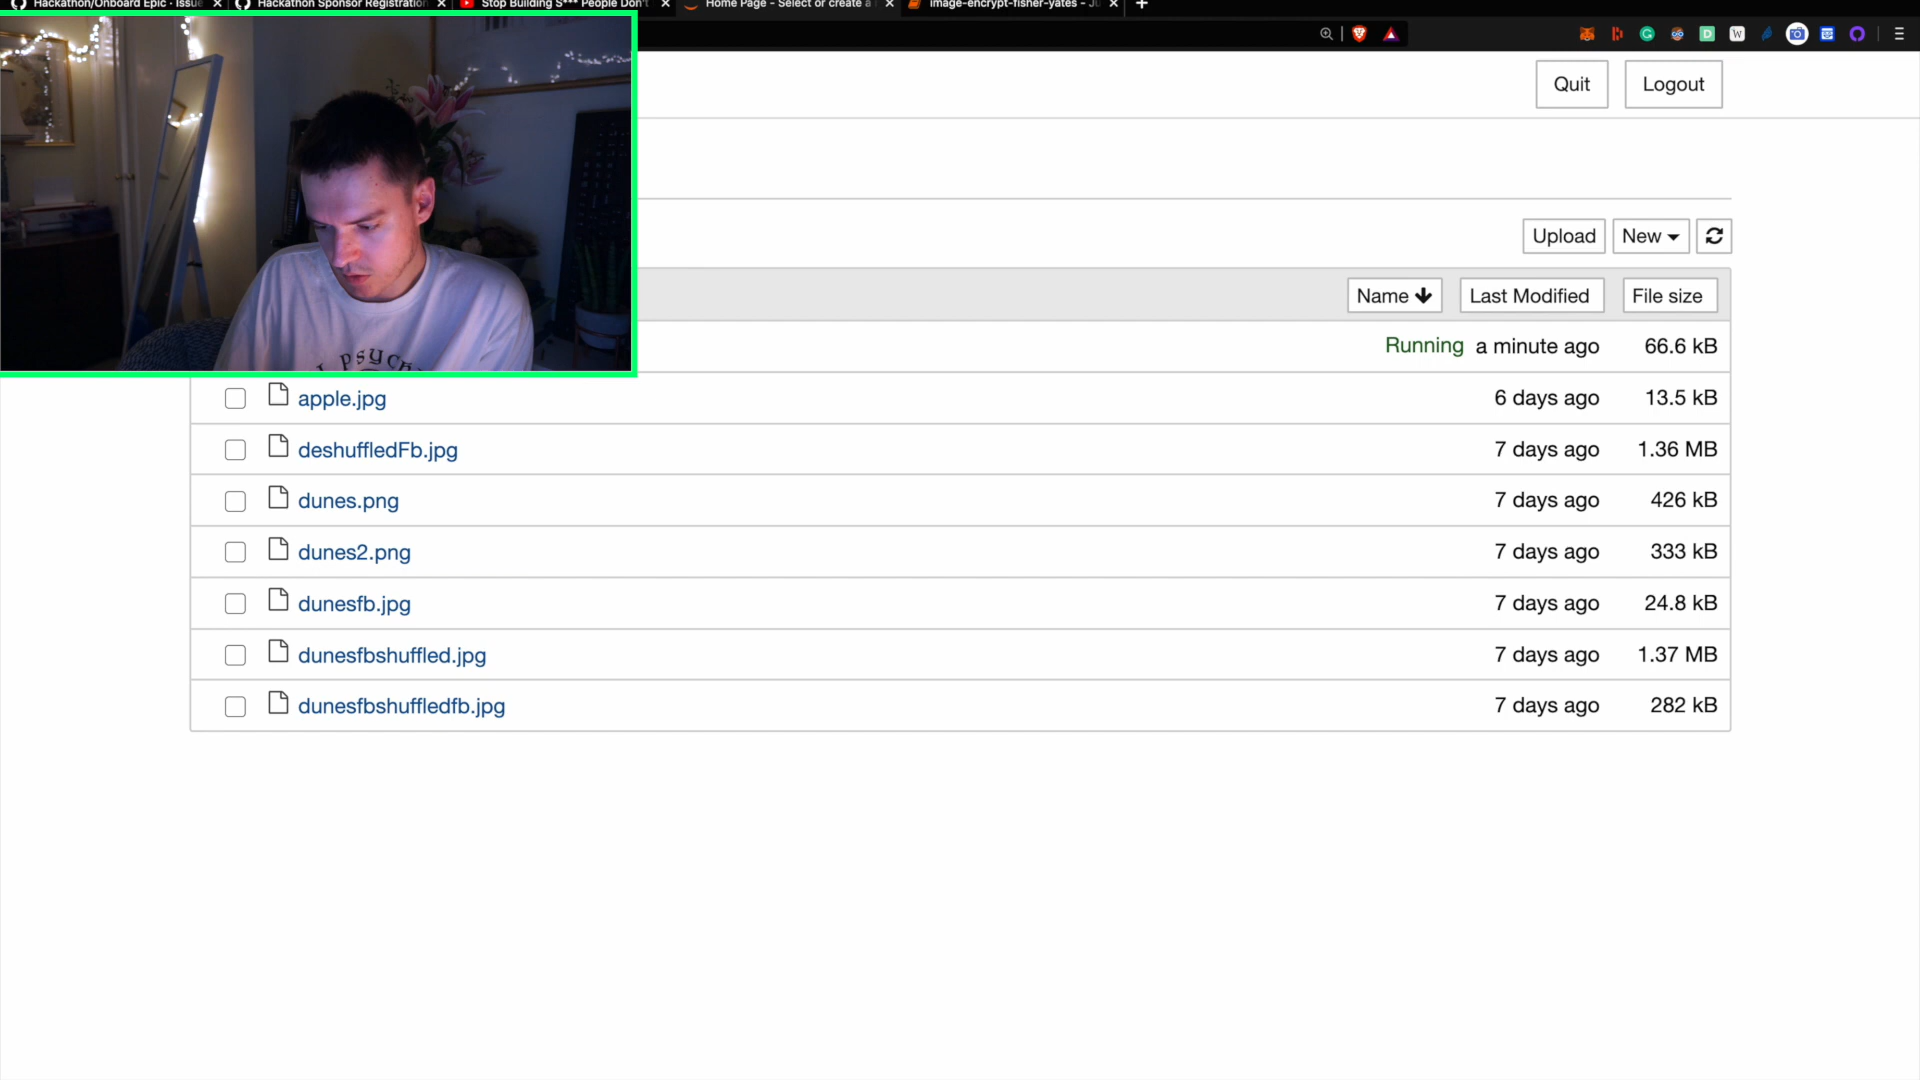 Hackathon/Onboard Epic · Issue
Hackathon Sponsor Registration
Stop Building S*** People Don't
Home Page - Select or create a
image-encrypt-fisher-yates - Ju
Quit
Logout
Upload
New
Name
Last Modified
File size
Running a minute ago 66.6 kB
apple.jpg 6 days ago 13.5 kB
deshuffledFb.jpg 7 days ago 1.36 MB
dunes.png 7 days ago 426 kB
dunes2.png 7 days ago 333 kB
dunesfb.jpg 7 days ago 24.8 kB
dunesfbshuffled.jpg 7 days ago 1.37 MB
dunesfbshuffledfb.jpg 7 days ago 282 kB